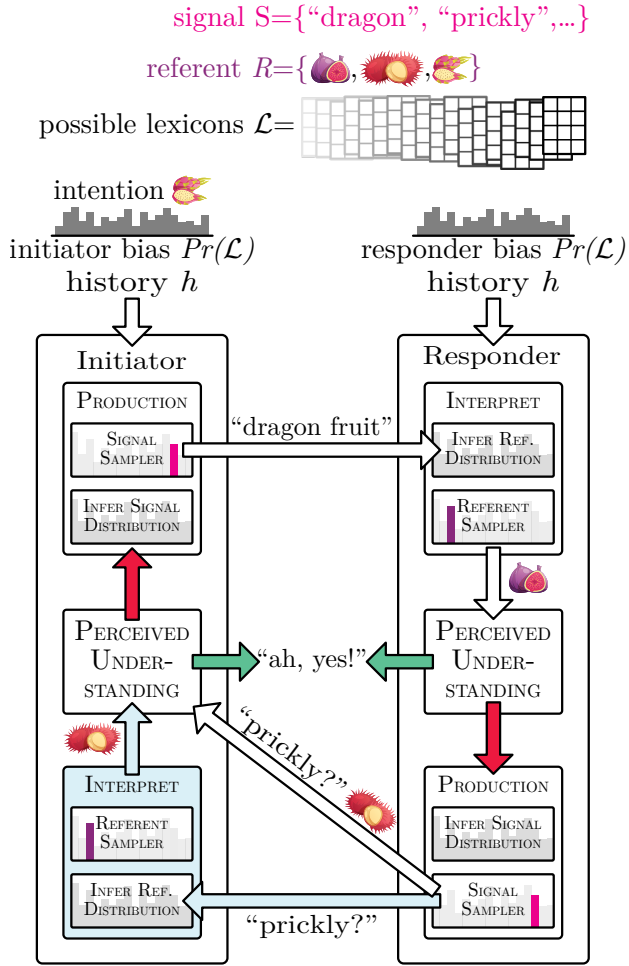 signal S={“dragon”, “prickly”,...}
referent R={ , , }
possible lexicons ℒ=
intention
initiator bias Pr(ℒ)
history h
responder bias Pr(ℒ)
history h
Initiator
Production
Signal
Sampler
Infer Signal
Distribution
“dragon fruit”
Responder
Interpret
Infer Ref.
Distribution
Referent
Sampler
Perceived
Under-
standing
“ah, yes!”
Perceived
Under-
standing
“prickly?”
Interpret
Referent
Sampler
Infer Ref.
Distribution
“prickly?”
Production
Infer Signal
Distribution
Signal
Sampler